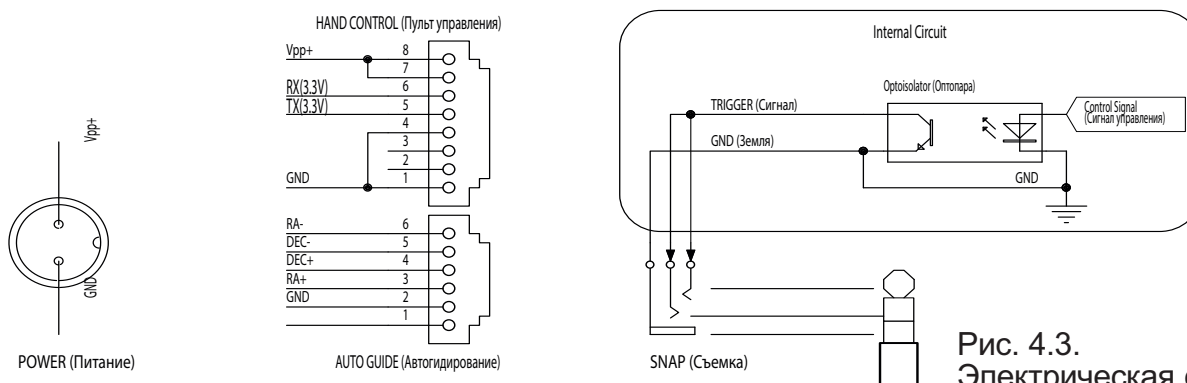 HAND CONTROL (Пульт управления)
Vpp+ 8
7
RX(3.3V) 6
TX(3.3V) 5
4
3
2
GND 1
RA- 6
DEC- 5
DEC+ 4
RA+ 3
GND 2
1
AUTO GUIDE (Автогидирование)
Vpp+
GND
POWER (Питание)
Internal Circuit
Optoisolator (Оптопара)
TRIGGER (Сигнал)
GND (Земля)
Control Signal
(Сигнал управления)
GND
SNAP (Съемка)
Рис. 4.3.
Электрическая